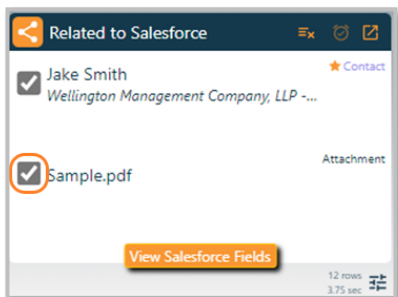 Related to Salesforce
Jake Smith
Contact
Wellington Management Company, LLP -...
Attachment
Sample.pdf
View Salesforce Fields
12 rows
3.75 sec